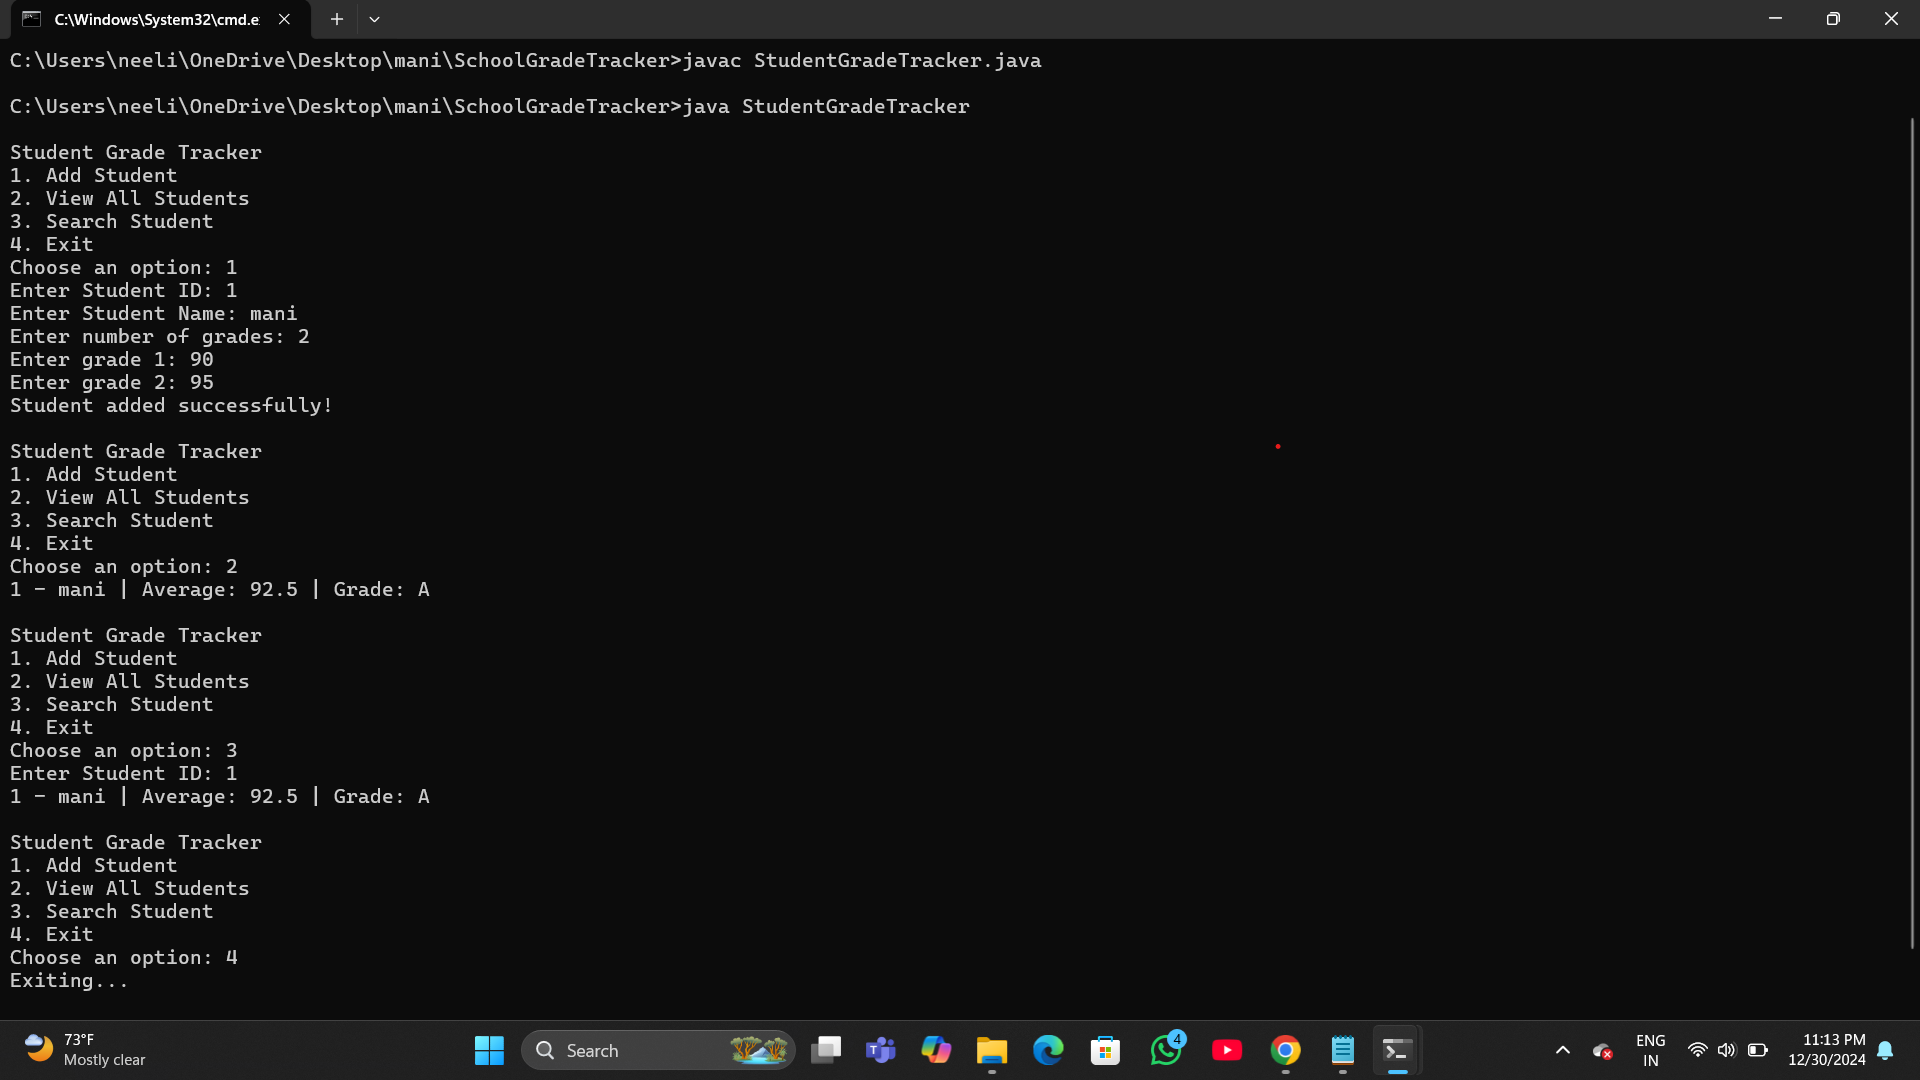 C:\Windows\System32\cmd.e
C:\Users\neeli\OneDrive\Desktop\mani\SchoolGradeTracker>javac StudentGradeTracker.java
C:\Users\neeli\OneDrive\Desktop\mani\SchoolGradeTracker>java StudentGradeTracker
Student Grade Tracker
1. Add Student
2. View All Students
3. Search Student
4. Exit
Choose an option: 1
Enter Student ID: 1
Enter Student Name: mani
Enter number of grades: 2
Enter grade 1: 90
Enter grade 2: 95
Student added successfully!
Student Grade Tracker
1. Add Student
2. View All Students
3. Search Student
4. Exit
Choose an option: 2
1 - mani | Average: 92.5 | Grade: A
Student Grade Tracker
1. Add Student
2. View All Students
3. Search Student
4. Exit
Choose an option: 3
Enter Student ID: 1
1 - mani | Average: 92.5 | Grade: A
Student Grade Tracker
1. Add Student
2. View All Students
3. Search Student
4. Exit
Choose an option: 4
Exiting...
73°F
Mostly clear
Search
4
ENG
IN
11:13 PM
12/30/2024